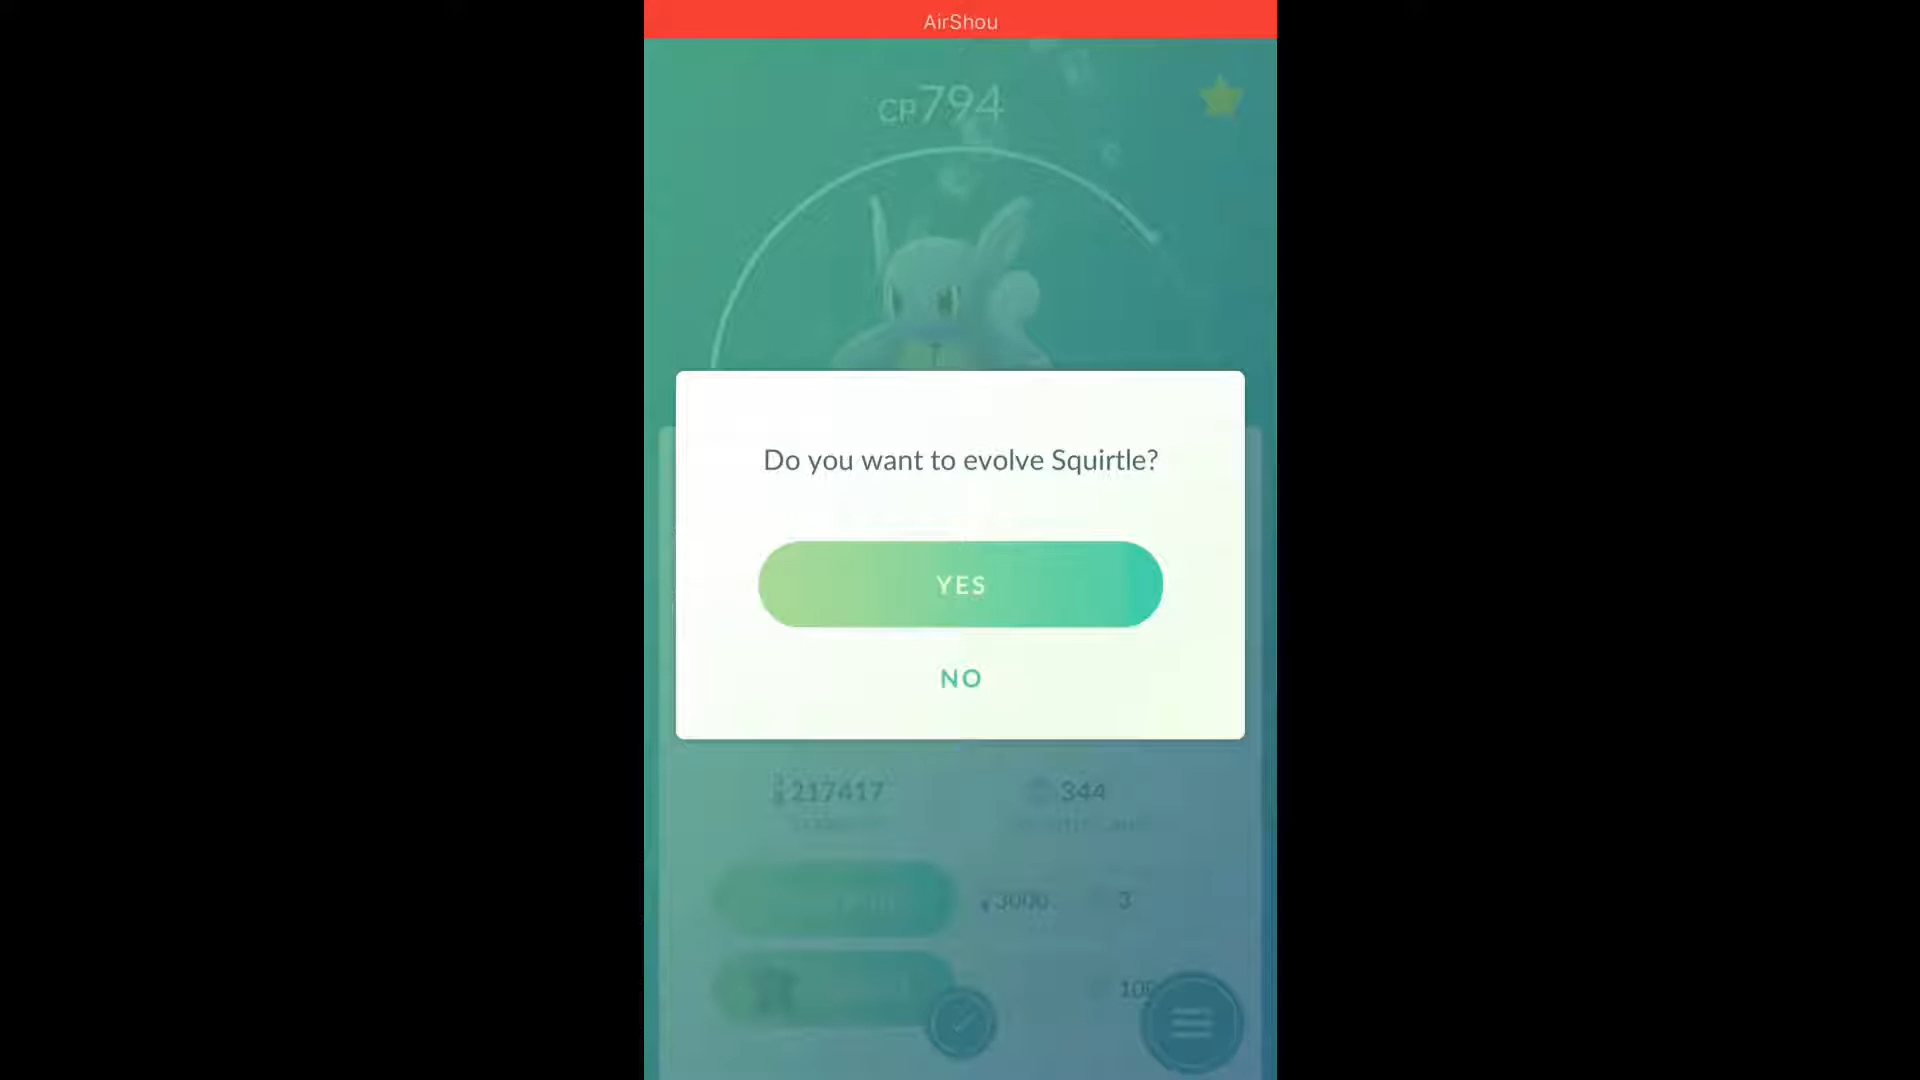 AirShou
CP794
Do you want to evolve Squirtle?
YES
NO
217417
344
3000
3